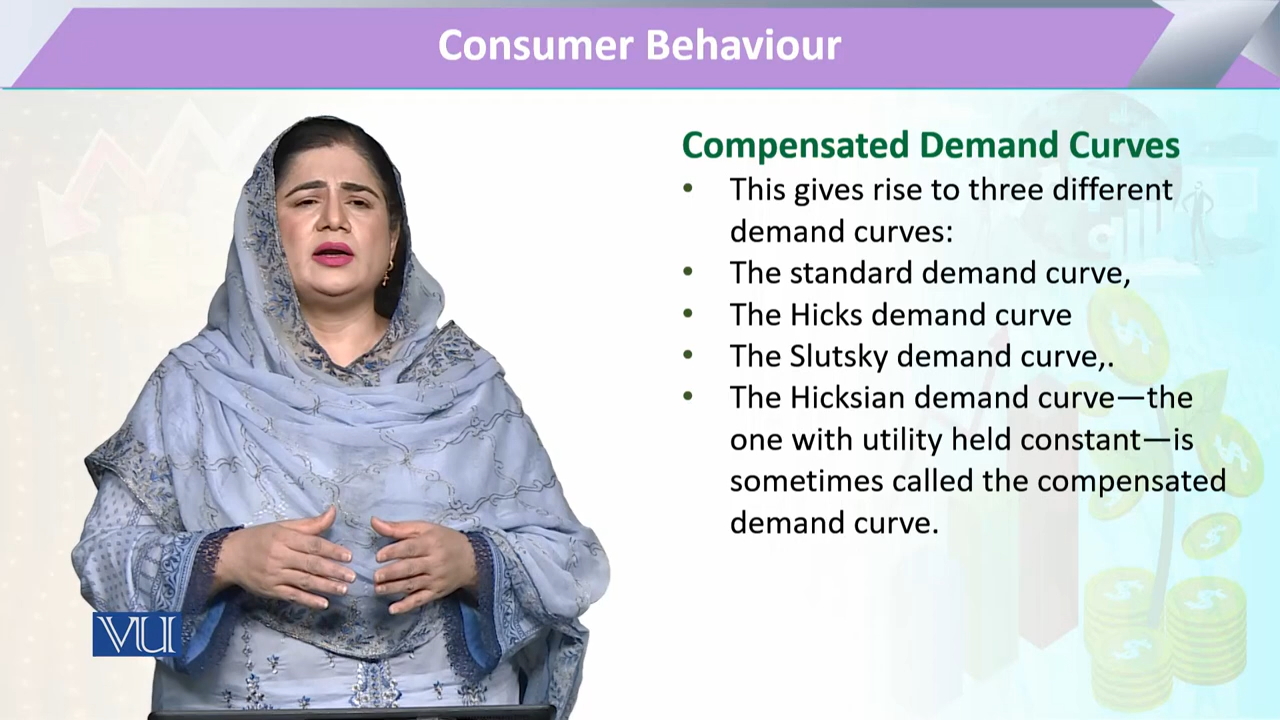 Consumer Behaviour
Compensated Demand Curves
• This gives rise to three different
demand curves:
• The standard demand curve,
• The Hicks demand curve
• The Slutsky demand curve,.
• The Hicksian demand curve—the
one with utility held constant—is
sometimes called the compensated
demand curve.
VU